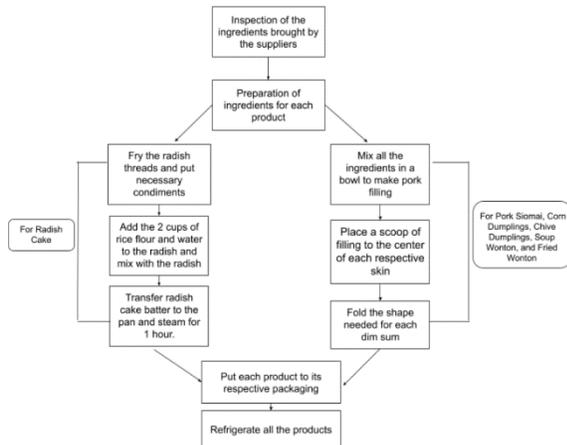 Inspection of the
ingredients brought by
the suppliers
Preparation of
ingredients for each
product
Fry the radish
threads and put
necessary
condiments
Mix all the
ingredients in a
bowl to make pork
filling
For Radish
Cake
Add the 2 cups of
rice flour and water
to the radish and
mix with the radish
Place a scoop of
filling to the center
of each respective
skin
For Pork Siomai, Corn
Dumplings, Chive
Dumplings, Soup
Wonton, and Fried
Wonton
Transfer radish
cake batter to the
pan and steam for
1 hour.
Fold the shape
needed for each
dim sum
Put each product to its
respective packaging
Refrigerate all the products